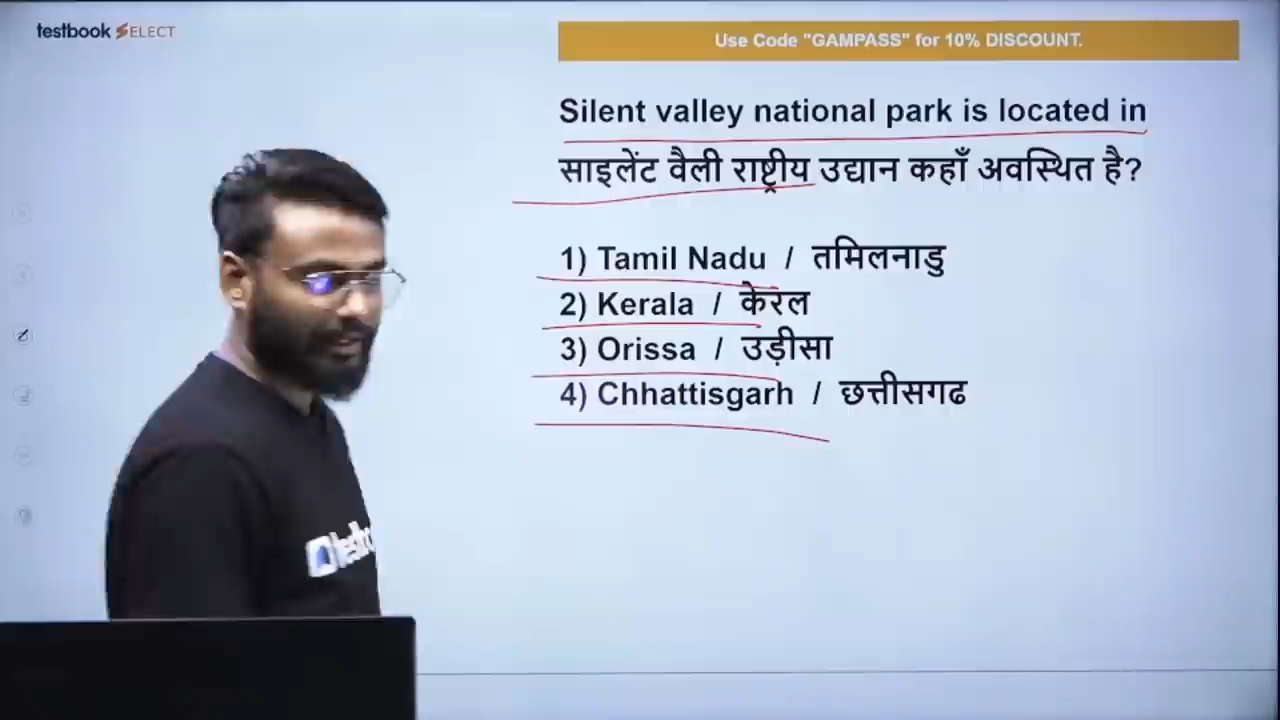 testbook SELECT
Use Code "GAMPASS" for 10% DISCOUNT.
Silent valley national park is located in
साइलेंट वैली राष्ट्रीय उद्यान कहाँ अवस्थित है?
1) Tamil Nadu / तमिलनाडु
2) Kerala / केरल
3) Orissa / उड़ीसा
4) Chhattisgarh / छत्तीसगढ